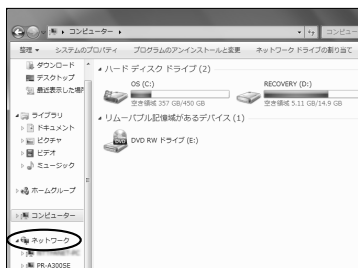 コンピューター
コンピュー
整理
システムのプロパティ
プログラムのアンインストールと変更
ネットワーク ドライブの割り当て
ダウンロード
デスクトップ
最近表示した場所
ライブラリ
ドキュメント
ピクチャ
ビデオ
ミュージック
ホームグループ
コンピューター
ネットワーク
PR-A300SE
ハード ディスク ドライブ (2)
OS (C:)
空き領域 357 GB/450 GB
RECOVERY (D:)
空き領域 5.11 GB/14.9 GB
リムーバブル記憶域があるデバイス (1)
DVD RW ドライブ (E:)